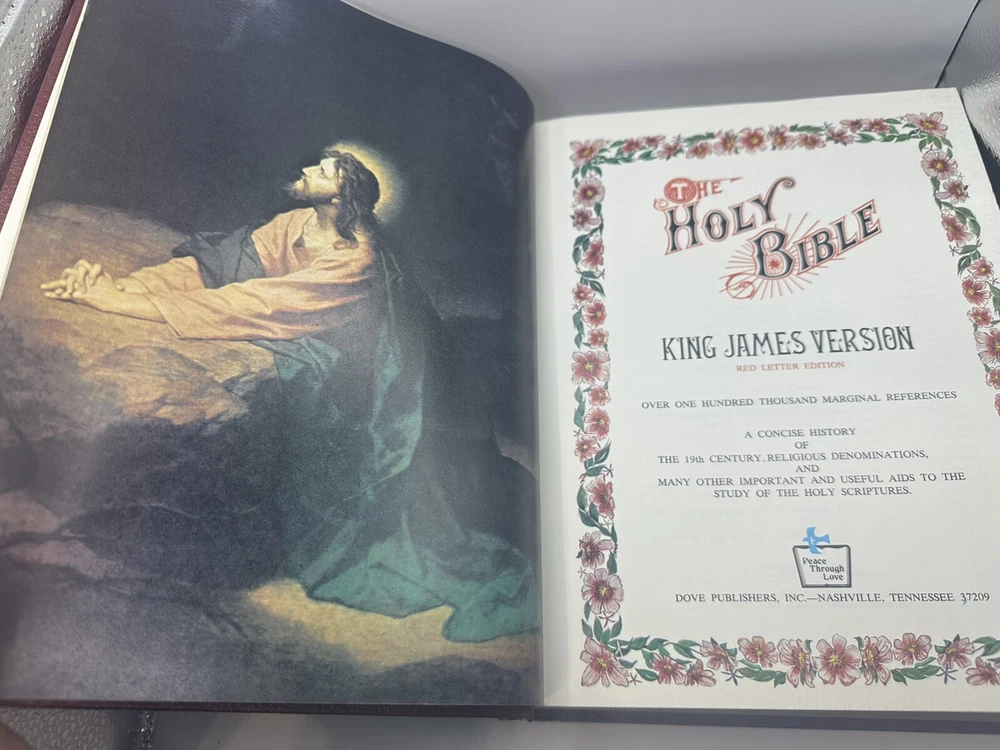 THE
HOLY
BIBLE
KING JAMES VERSION
RED LETTER EDITION
OVER ONE HUNDRED THOUSAND MARGINAL REFERENCES
A CONCISE HISTORY
OF
THE 19th CENTURY, RELIGIOUS DENOMINATIONS,
AND
MANY OTHER IMPORTANT AND USEFUL AIDS TO THE
STUDY OF THE HOLY SCRIPTURES.
Peace
Through
Love
DOVE PUBLISHERS, INC.—NASHVILLE, TENNESSEE 37209